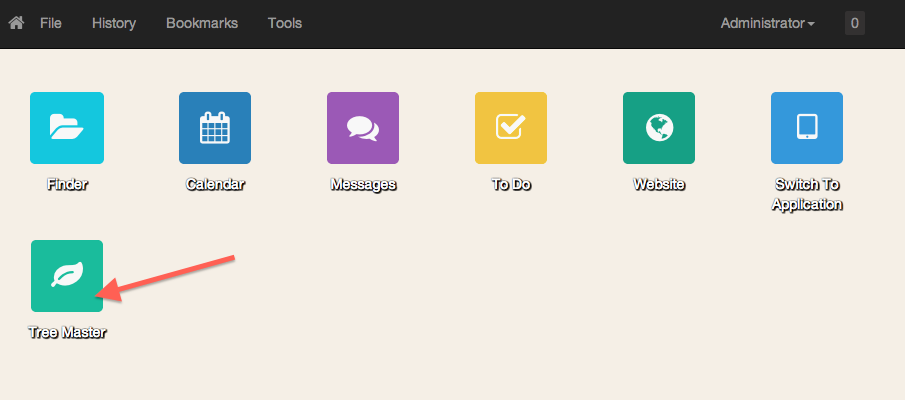 File History Bookmarks Tools Administrator 0
Finder Calendar Messages To Do Website Switch To
Application
Tree Master